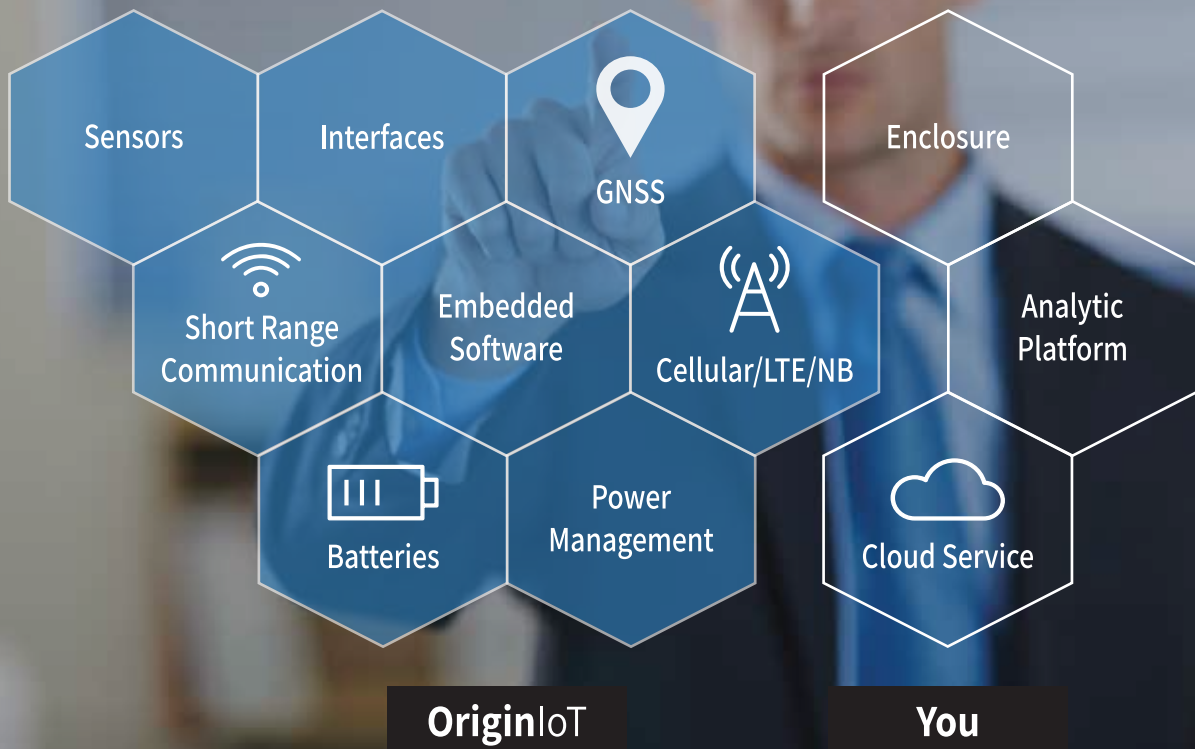 Sensors
Interfaces
GNSS
Enclosure
Short Range
Communication
Embedded
Software
Cellular/LTE/NB
Analytic
Platform
Batteries
Power
Management
Cloud Service
OriginIoT
You